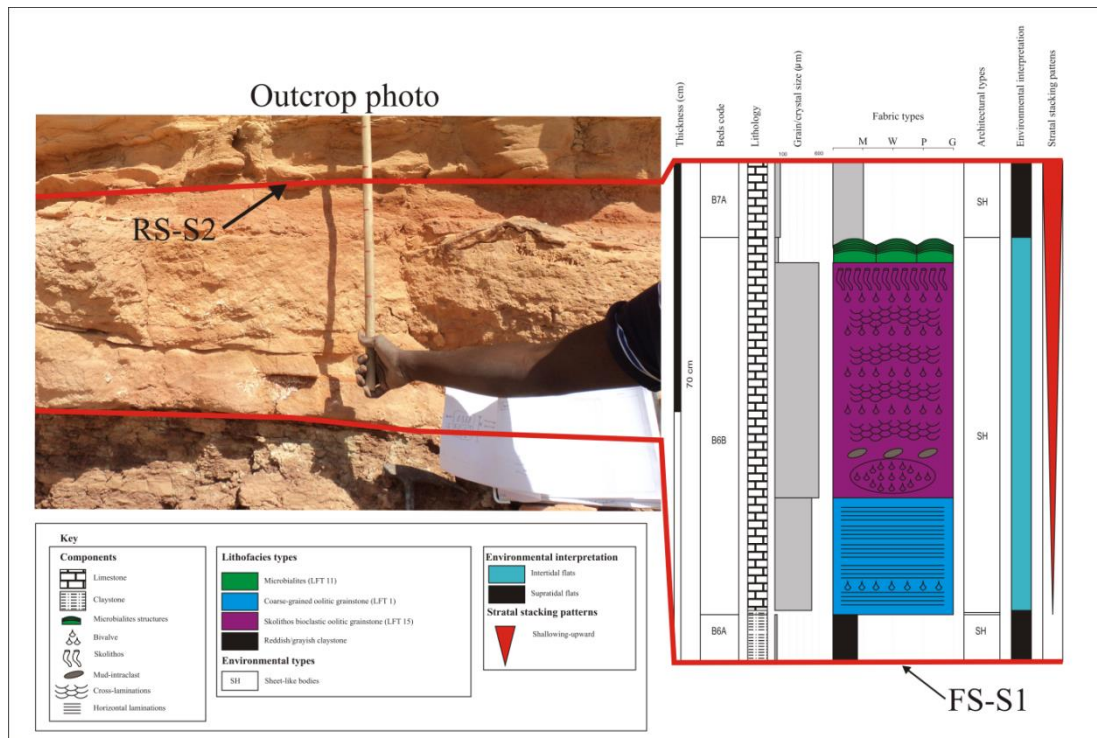 Outcrop photo
RS-S2
Thickness (cm)
Beds code
Lithology
Grain/crystal size (µm)
Fabric types
Architectural types
Environmental interpretation
Stratal stacking pattens
100
600
M W P G
B7A
SH
70 cm
B6B
SH
B6A
SH
FS-S1
Key
Components
Limestone
Claystone
Microbialites structures
Bivalve
Skolithos
Mud-intraclast
Cross-laminations
Horizontal laminations
Lithofacies types
Microbialites (LFT 11)
Coarse-grained oolitic grainstone (LFT 1)
Skolithos bioclastic oolitic grainstone (LFT 15)
Reddish/grayish claystone
Environmental types
SH Sheet-like bodies
Environmental interpretation
Intertidal flats
Supratidal flats
Stratal stacking patterns
Shallowing-upward